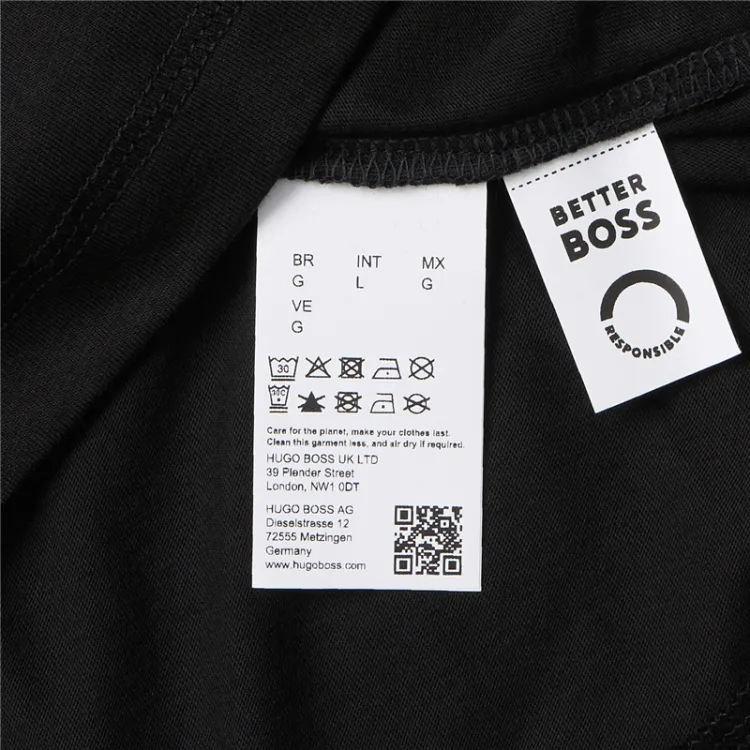 BR INT MX
G L G
VE
G
30
30C
Care for the planet, make your clothes last.
Clean this garment less, and air dry if required.
HUGO BOSS UK LTD
39 Plender Street
London, NW1 0DT
HUGO BOSS AG
Dieselstrasse 12
72555 Metzingen
Germany
www.hugoboss.com
BETTER
BOSS
RESPONSIBLE